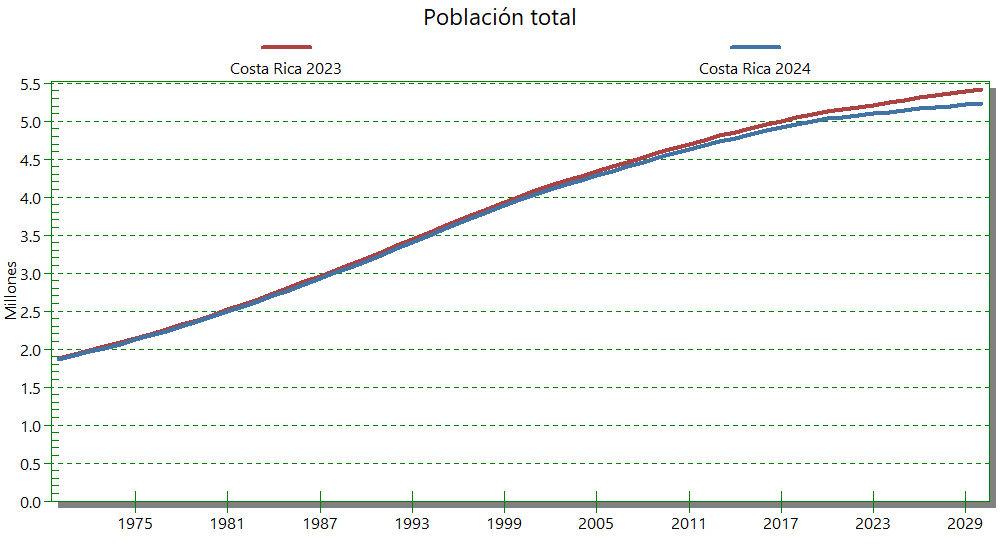 Población total
Costa Rica 2023
Costa Rica 2024
Millones
5.5
5.0
4.5
4.0
3.5
3.0
2.5
2.0
1.5
1.0
0.5
0.0
1975 1981 1987 1993 1999 2005 2011 2017 2023 2029